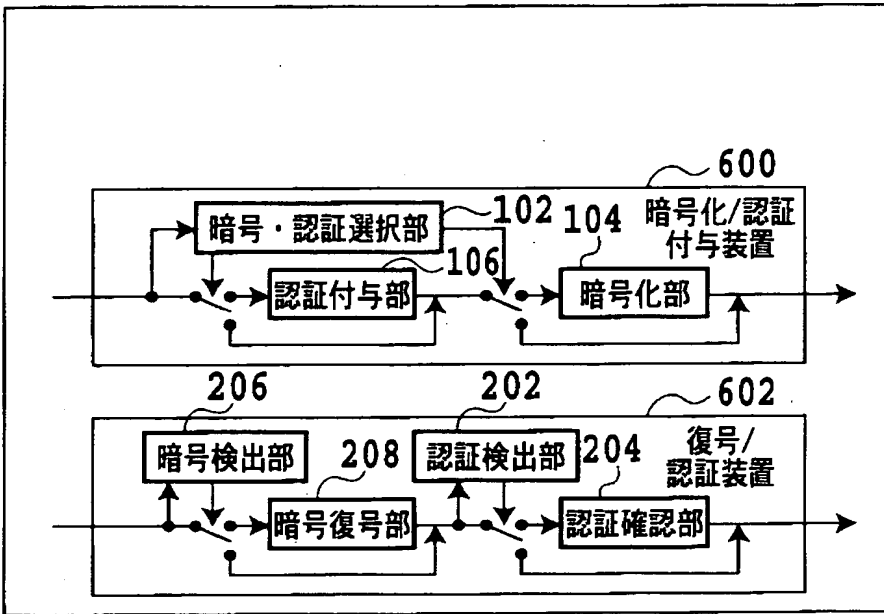 600
暗号・認証選択部
102
暗号化/認証
付与装置
104
106
認証付与部
暗号化部
206
202
602
暗号検出部
認証検出部
復号/
認証装置
208
204
暗号復号部
認証確認部